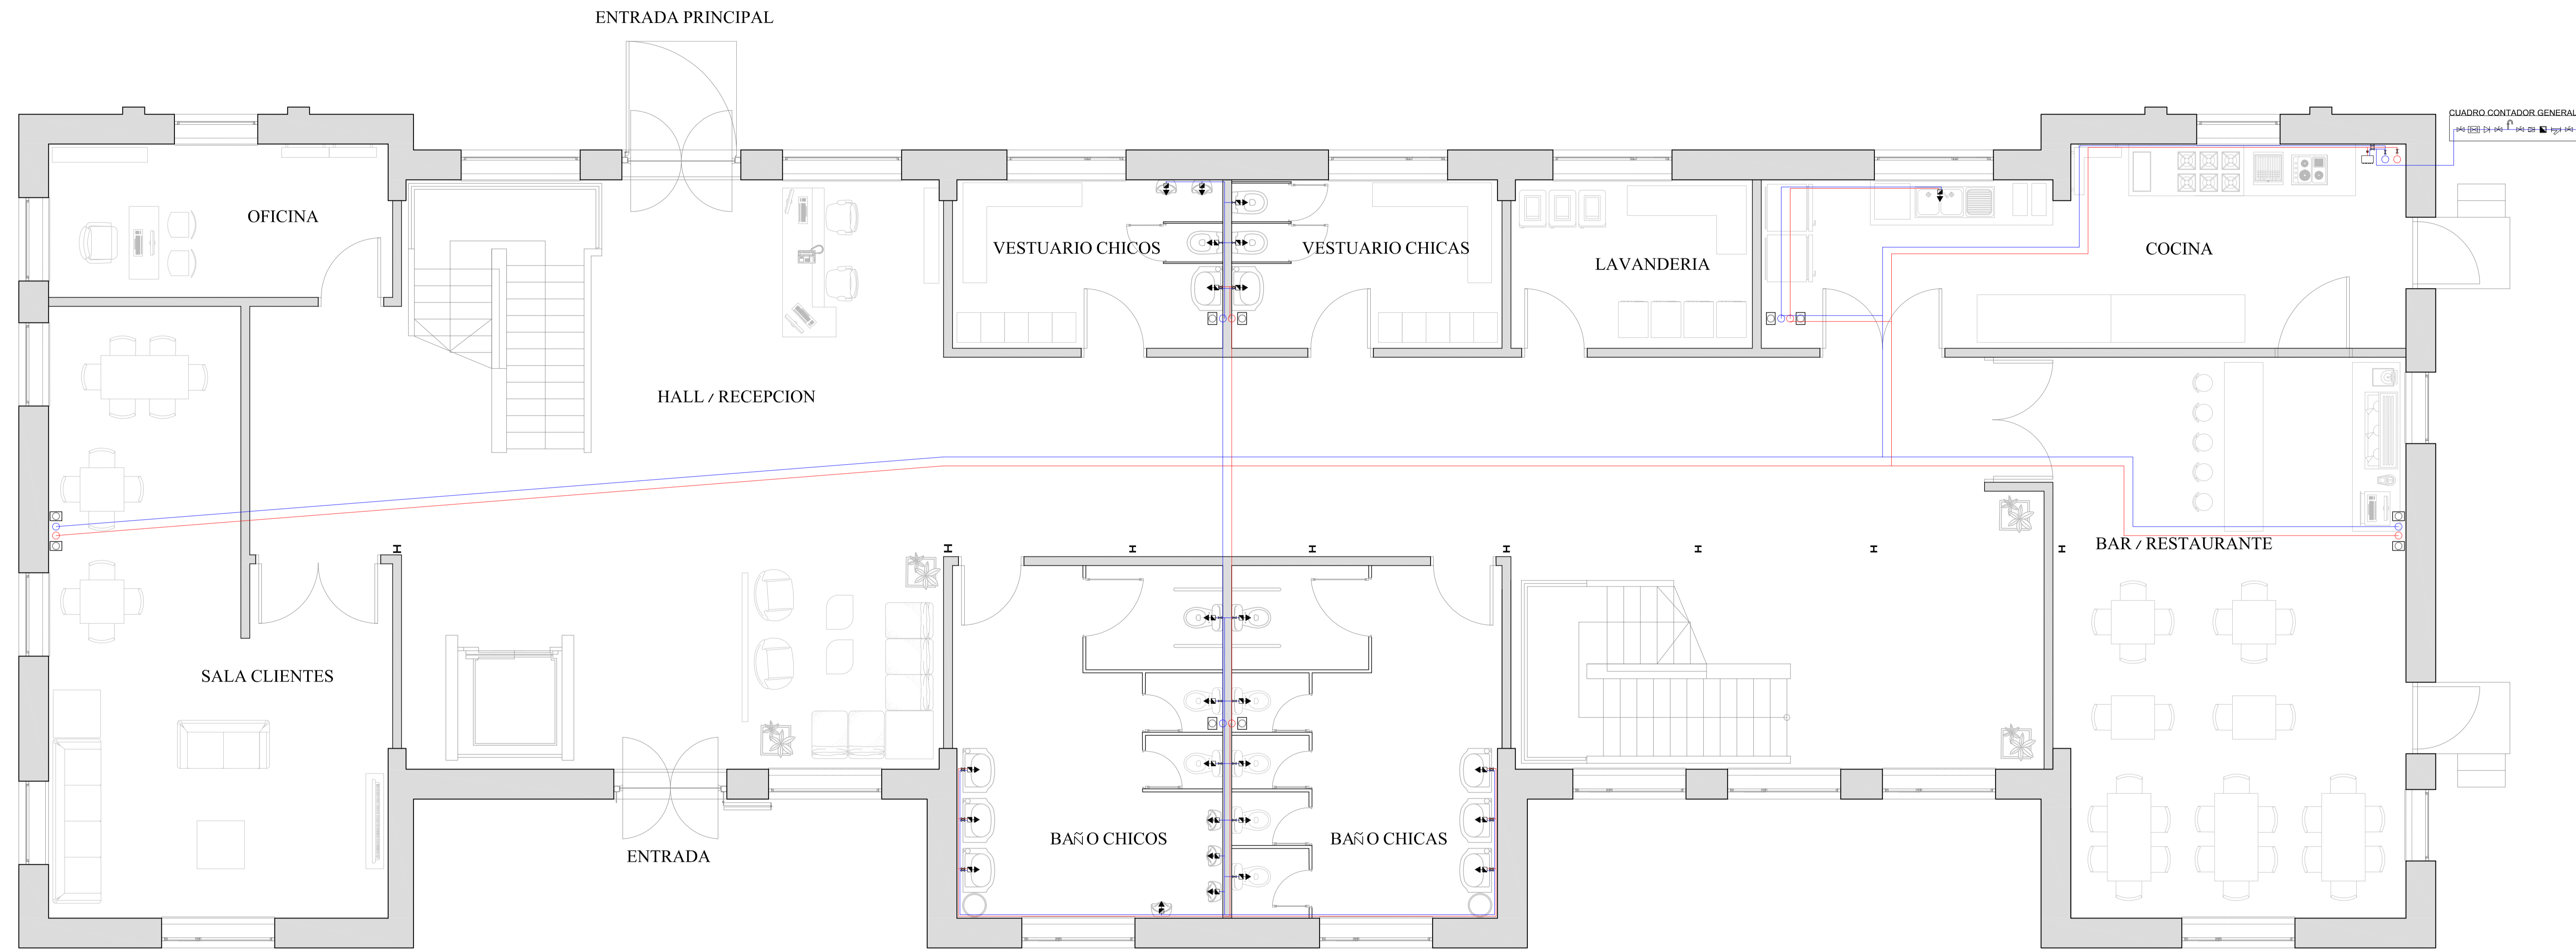 ENTRADA PRINCIPAL
CUADRO CONTADOR GENERAL
OFICINA
VESTUARIO CHICOS
VESTUARIO CHICAS
LAVANDERIA
COCINA
HALL / RECEPCION
BAR / RESTAURANTE
SALA CLIENTES
BAÑO CHICOS
BAÑO CHICAS
ENTRADA